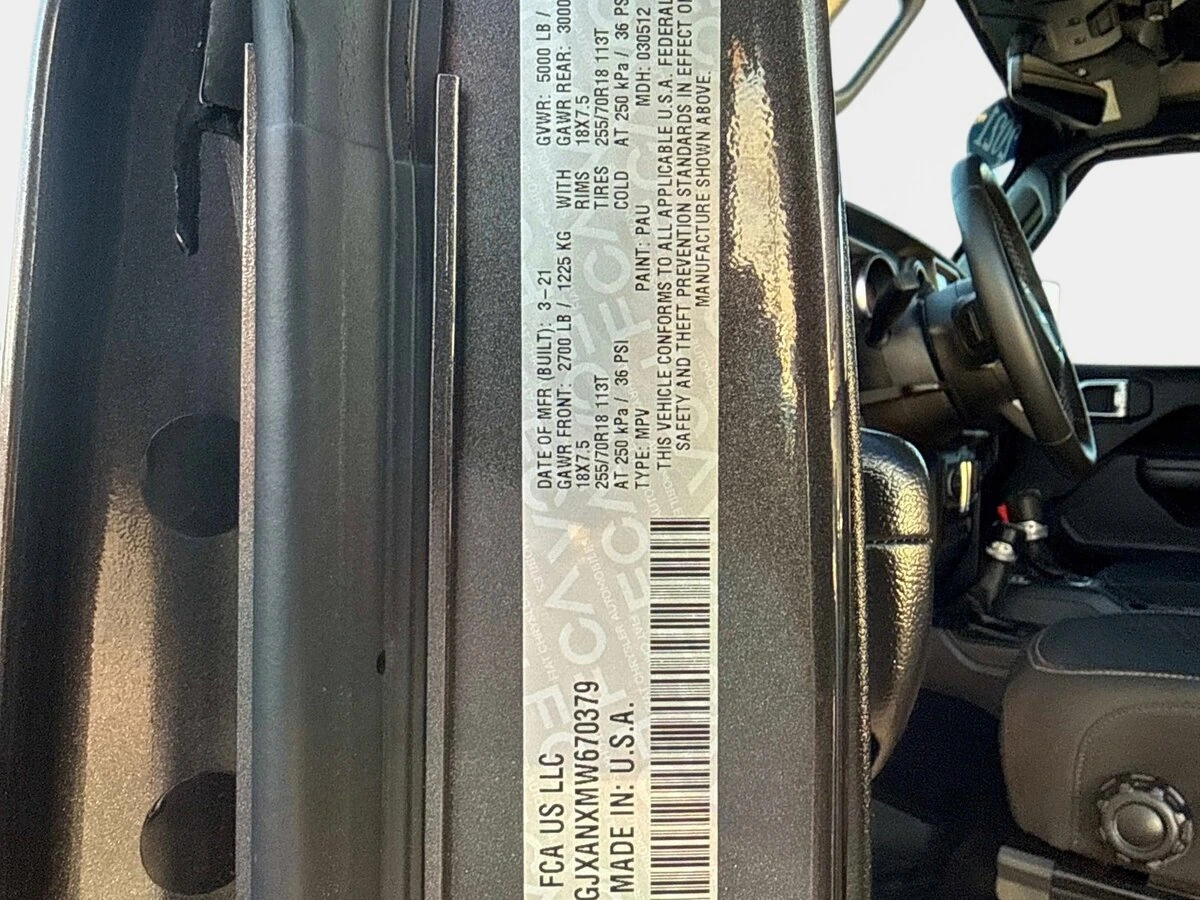 FCA US LLC
GJXANXMW670379
MADE IN: U.S.A.
DATE OF MFR (BUILT): 3-21 GVWR: 5000 LB /
GAWR FRONT: 2700 LB / 1225 KG WITH GAWR REAR: 3000
18X7.5 RIMS 18X7.5
255/70R18 113T TIRES 255/70R18 113T
AT 250 kPa / 36 PSI COLD AT 250 kPa / 36 PS
TYPE: MPV PAINT: PAU MDH: 030512
THIS VEHICLE CONFORMS TO ALL APPLICABLE U.S.A. FEDERAL
SAFETY AND THEFT PREVENTION STANDARDS IN EFFECT O
MANUFACTURE SHOWN ABOVE.